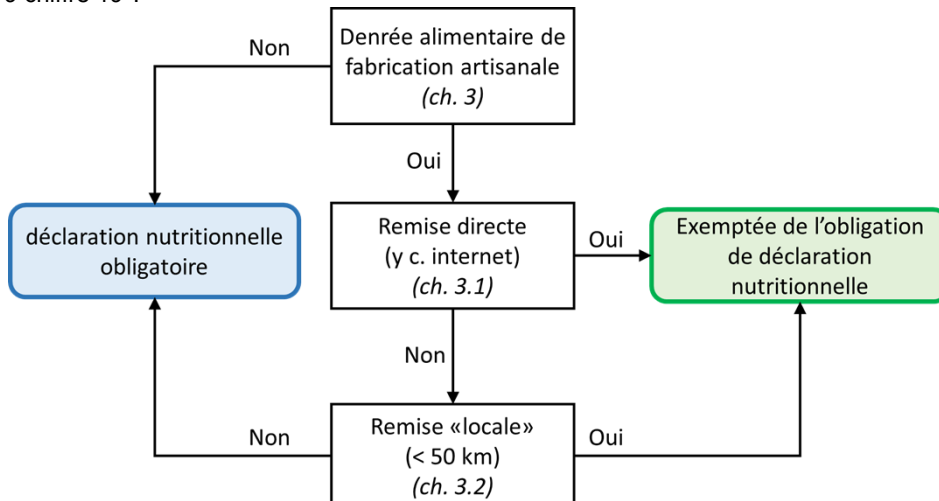 Non
Denrée alimentaire de
fabrication artisanale
(ch. 3)
Oui
déclaration nutritionnelle
obligatoire
Remise directe
(y c. internet)
(ch. 3.1)
Oui
Exemptée de l’obligation
de déclaration
nutritionnelle
Non
Non
Remise «locale»
(< 50 km)
(ch. 3.2)
Oui